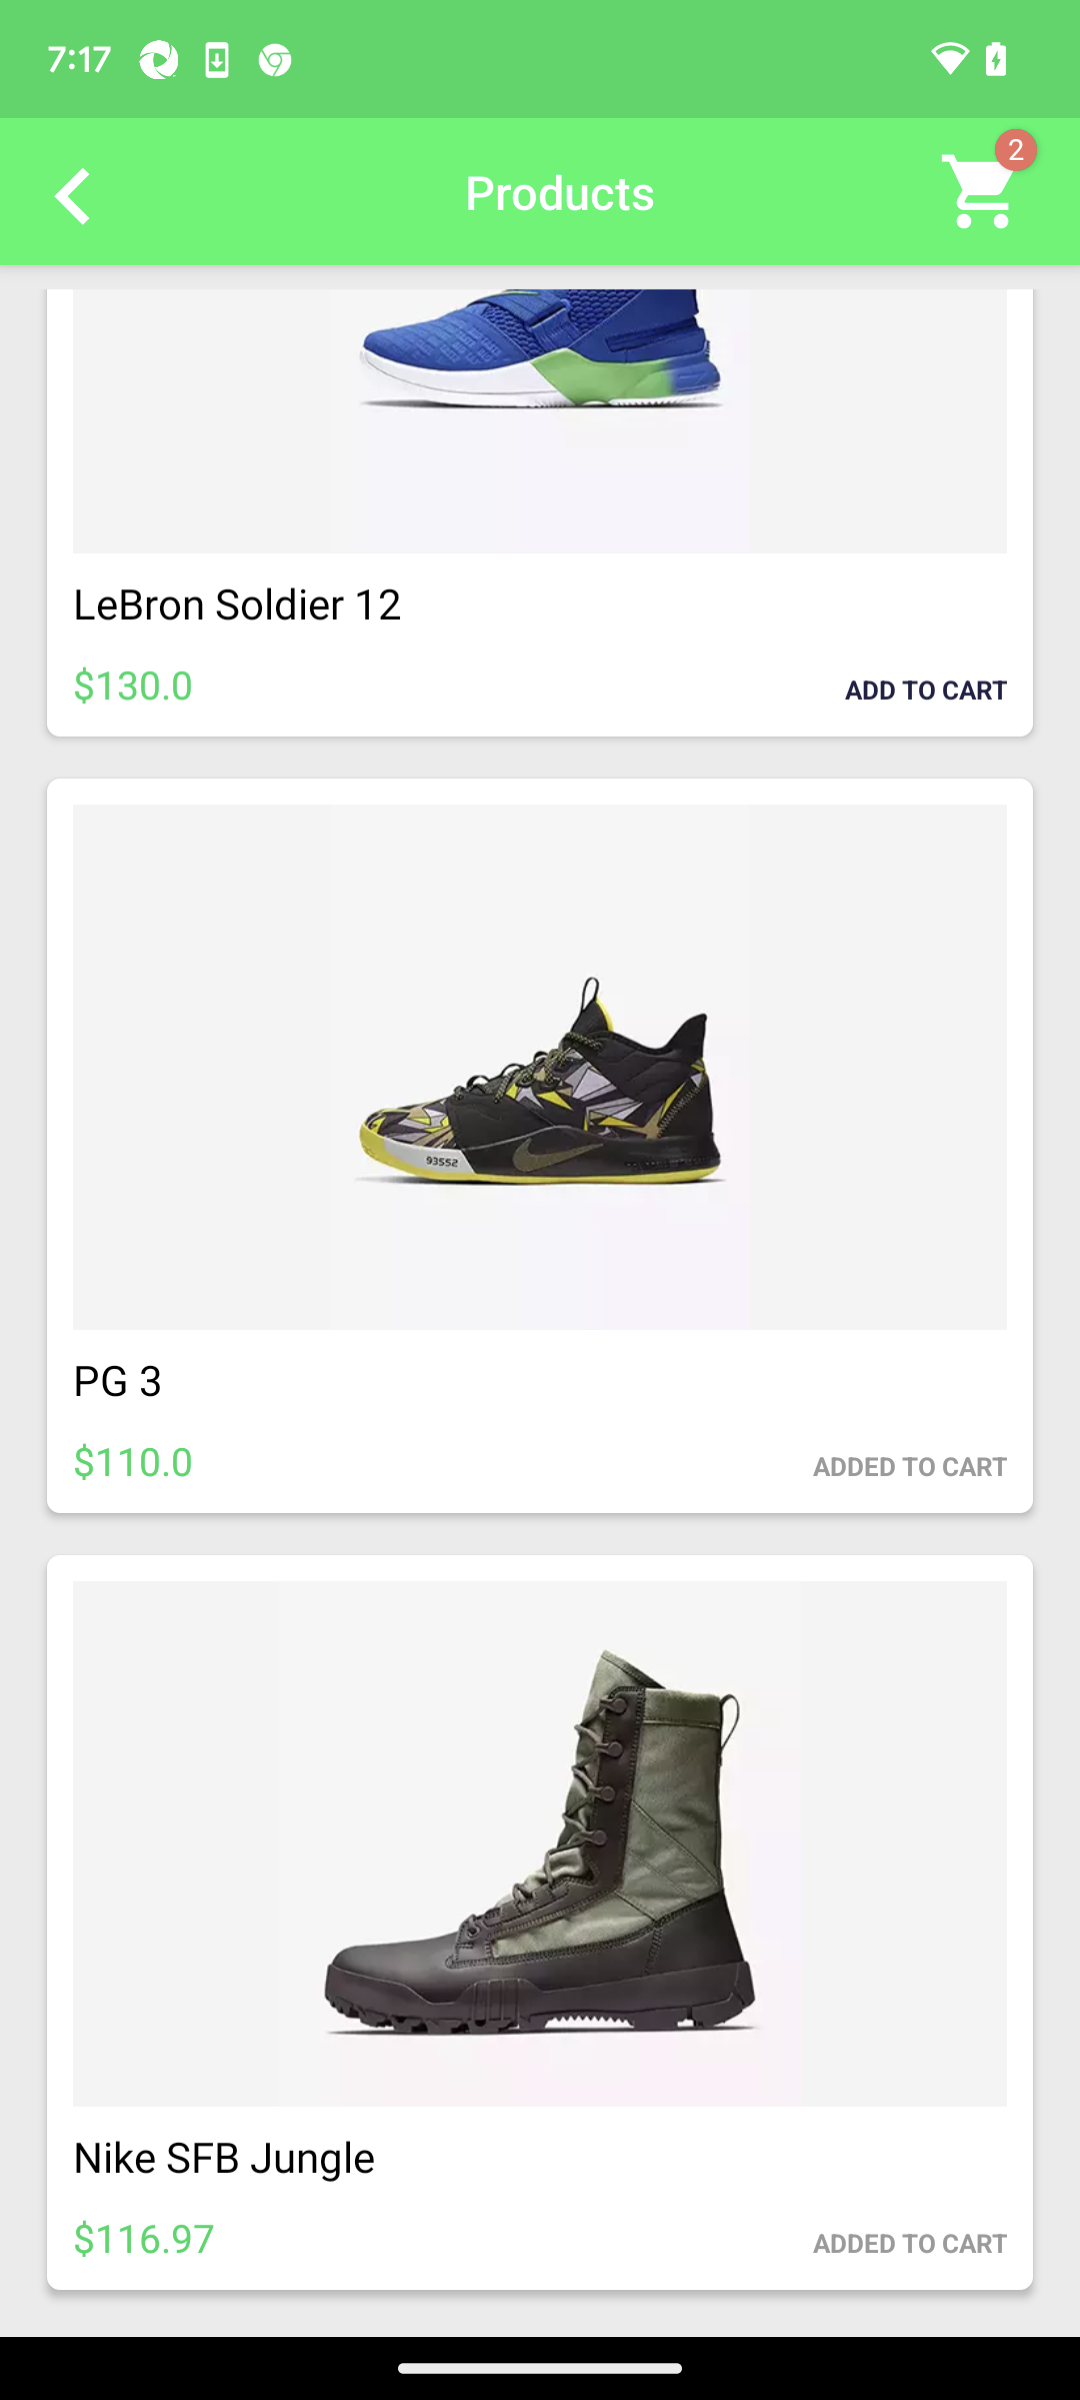 7:17
2
Products
LeBron Soldier 12
$130.0
ADD TO CART
93552
PG 3
$110.0
ADDED TO CART
Nike SFB Jungle
$116.97
ADDED TO CART